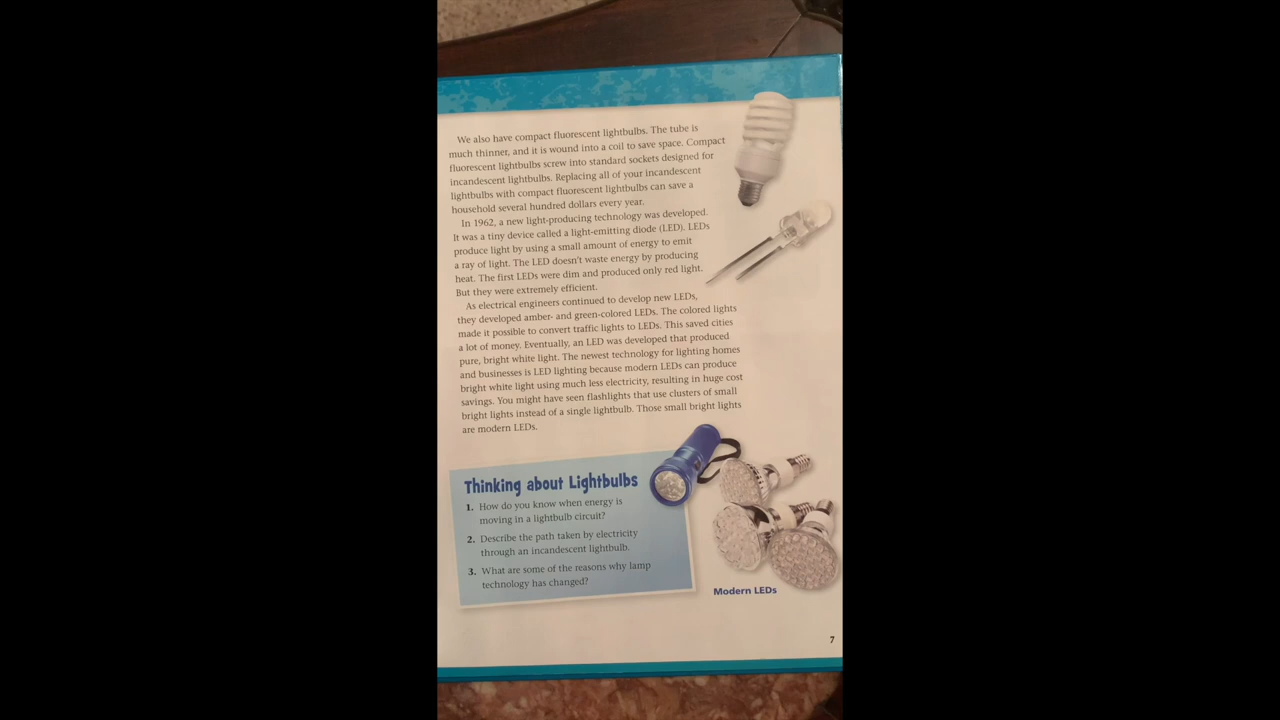 We also have compact fluorescent lightbulbs. The tube is
much thinner, and it is wound into a coil to save space. Compact
fluorescent lightbulbs screw into standard sockets designed for
incandescent lightbulbs. Replacing all of your incandescent
lightbulbs with compact fluorescent lightbulbs can save a
household several hundred dollars every year.
In 1962, a new light-producing technology was developed.
It was a tiny device called a light-emitting diode (LED). LEDs
produce light by using a small amount of energy to emit
a ray of light. The LED doesn't waste energy by producing
heat. The first LEDs were dim and produced only red light.
But they were extremely efficient.
As electrical engineers continued to develop new LEDs,
they developed amber- and green-colored LEDs. The colored lights
made it possible to convert traffic lights to LEDs. This saved cities
a lot of money. Eventually, an LED was developed that produced
pure, bright white light. The newest technology for lighting homes
and businesses is LED lighting because modern LEDs can produce
bright white light using much less electricity, resulting in huge cost
savings. You might have seen flashlights that use clusters of small
bright lights instead of a single lightbulb. Those small bright lights
are modern LEDs.
Thinking about Lightbulbs
1. How do you know when energy is
moving in a lightbulb circuit?
2. Describe the path taken by electricity
through an incandescent lightbulb.
3. What are some of the reasons why lamp
technology has changed?
Modern LEDs
7